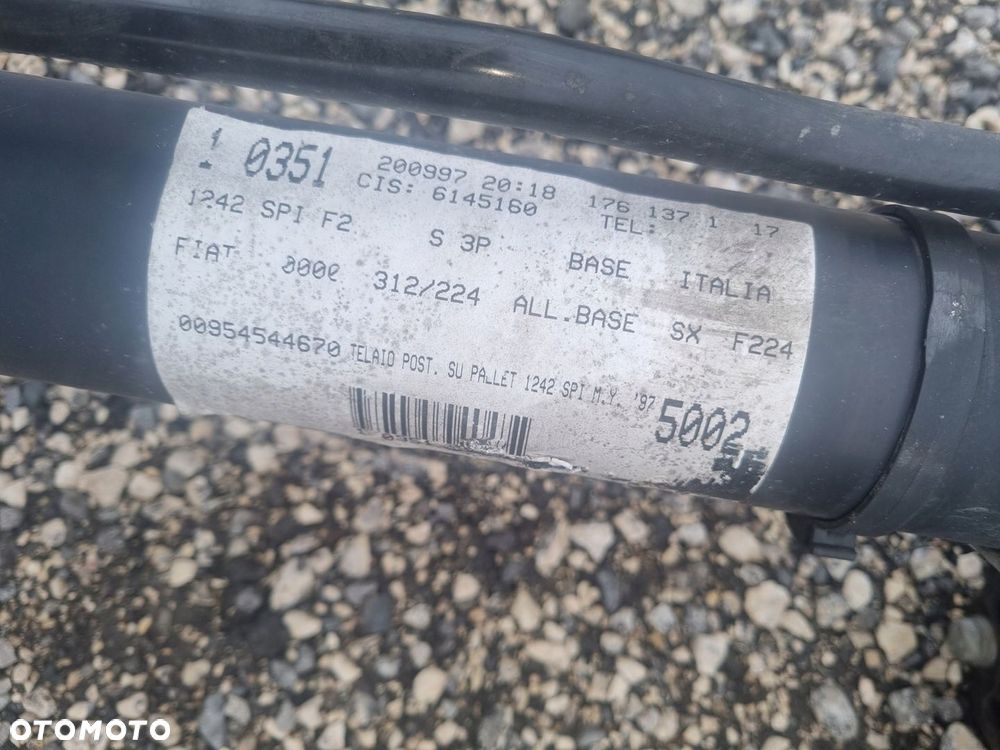 1 0351 200997 20:18 176 137 1 17
CIS: 6145160 TEL:
1242 SPI F2 S 3P BASE ITALIA
FIAT 312/224 ALL.BASE SX F224
00954544670 TELAIO POST. SU PALLET 1242 SPI M.Y. '97 5002
OTOMOTO